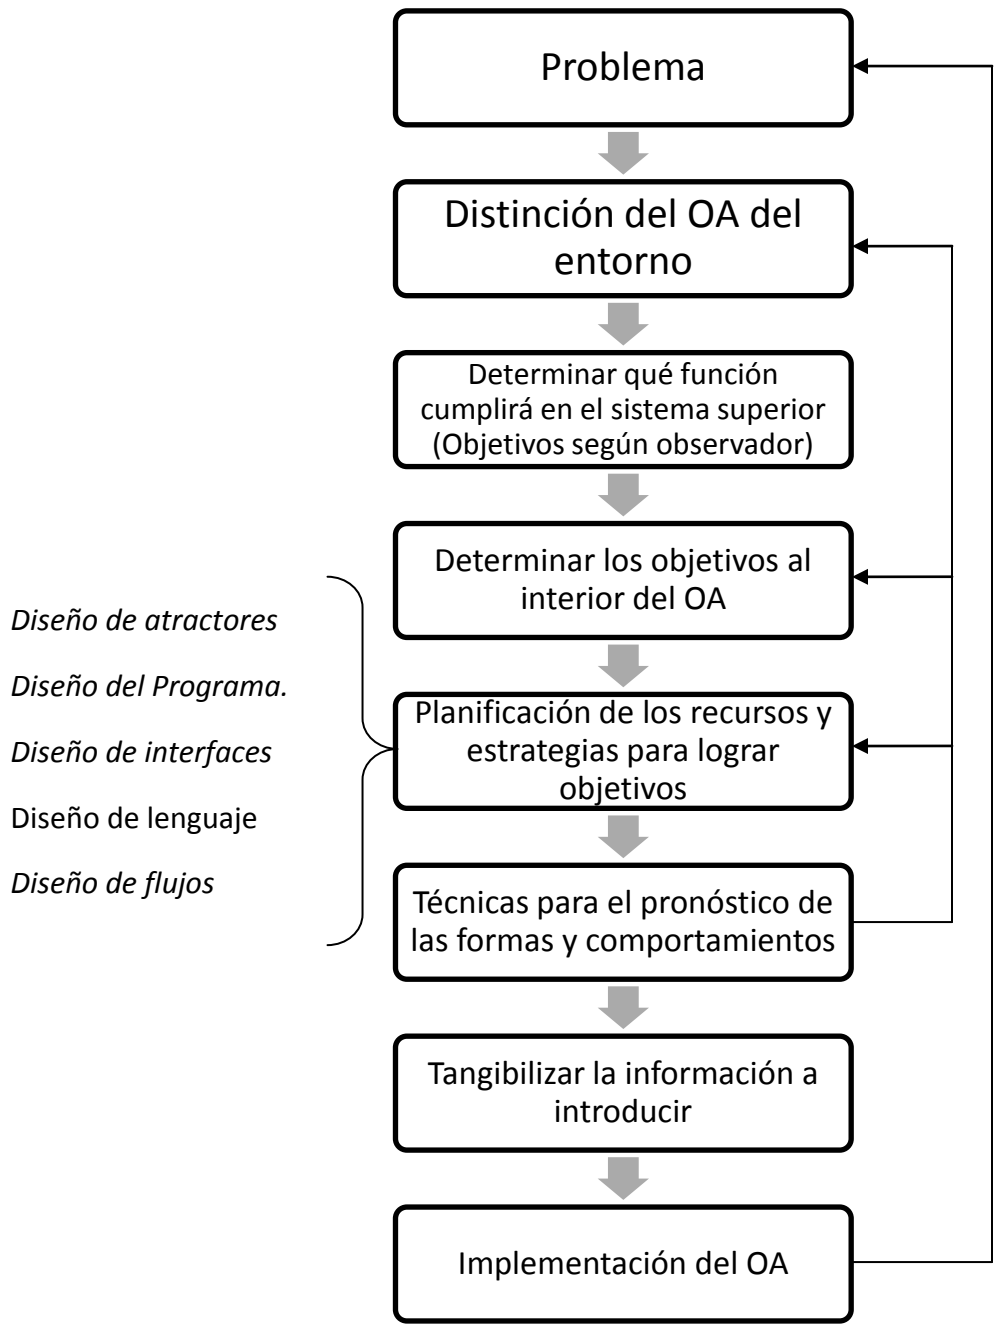 Problema
Distinción del OA del
entorno
Determinar qué función
cumplirá en el sistema superior
(Objetivos según observador)
Determinar los objetivos al
interior del OA
Diseño de atractores
Diseño del Programa.
Diseño de interfaces
Diseño de lenguaje
Diseño de flujos
Planificación de los recursos y
estrategias para lograr
objetivos
Técnicas para el pronóstico de
las formas y comportamientos
Tangibilizar la información a
introducir
Implementación del OA